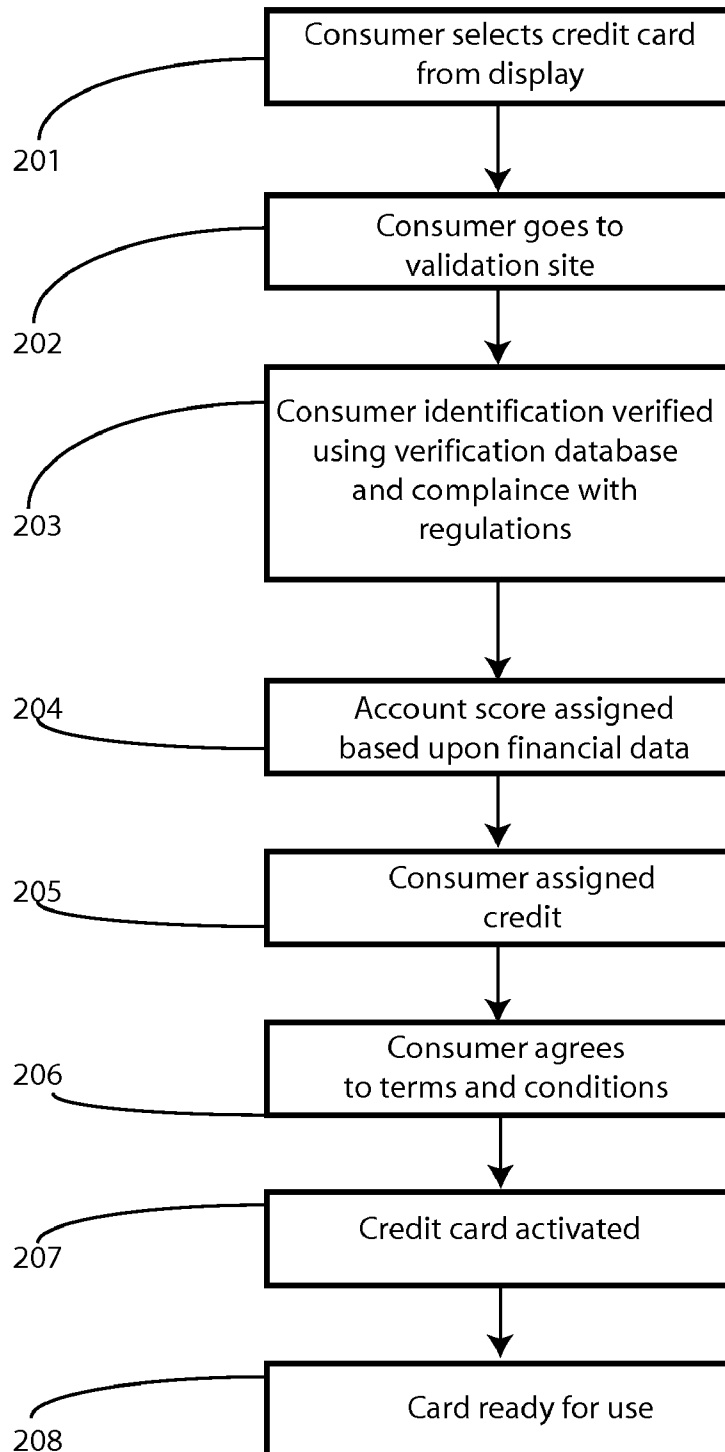 Consumer selects credit card
from display
201
Consumer goes to
validation site
202
Consumer identification verified
using verification database
and complaince with
regulations
203
204
Account score assigned
based upon financial data
205
Consumer assigned
credit
206
Consumer agrees
to terms and conditions
207
Credit card activated
208
Card ready for use